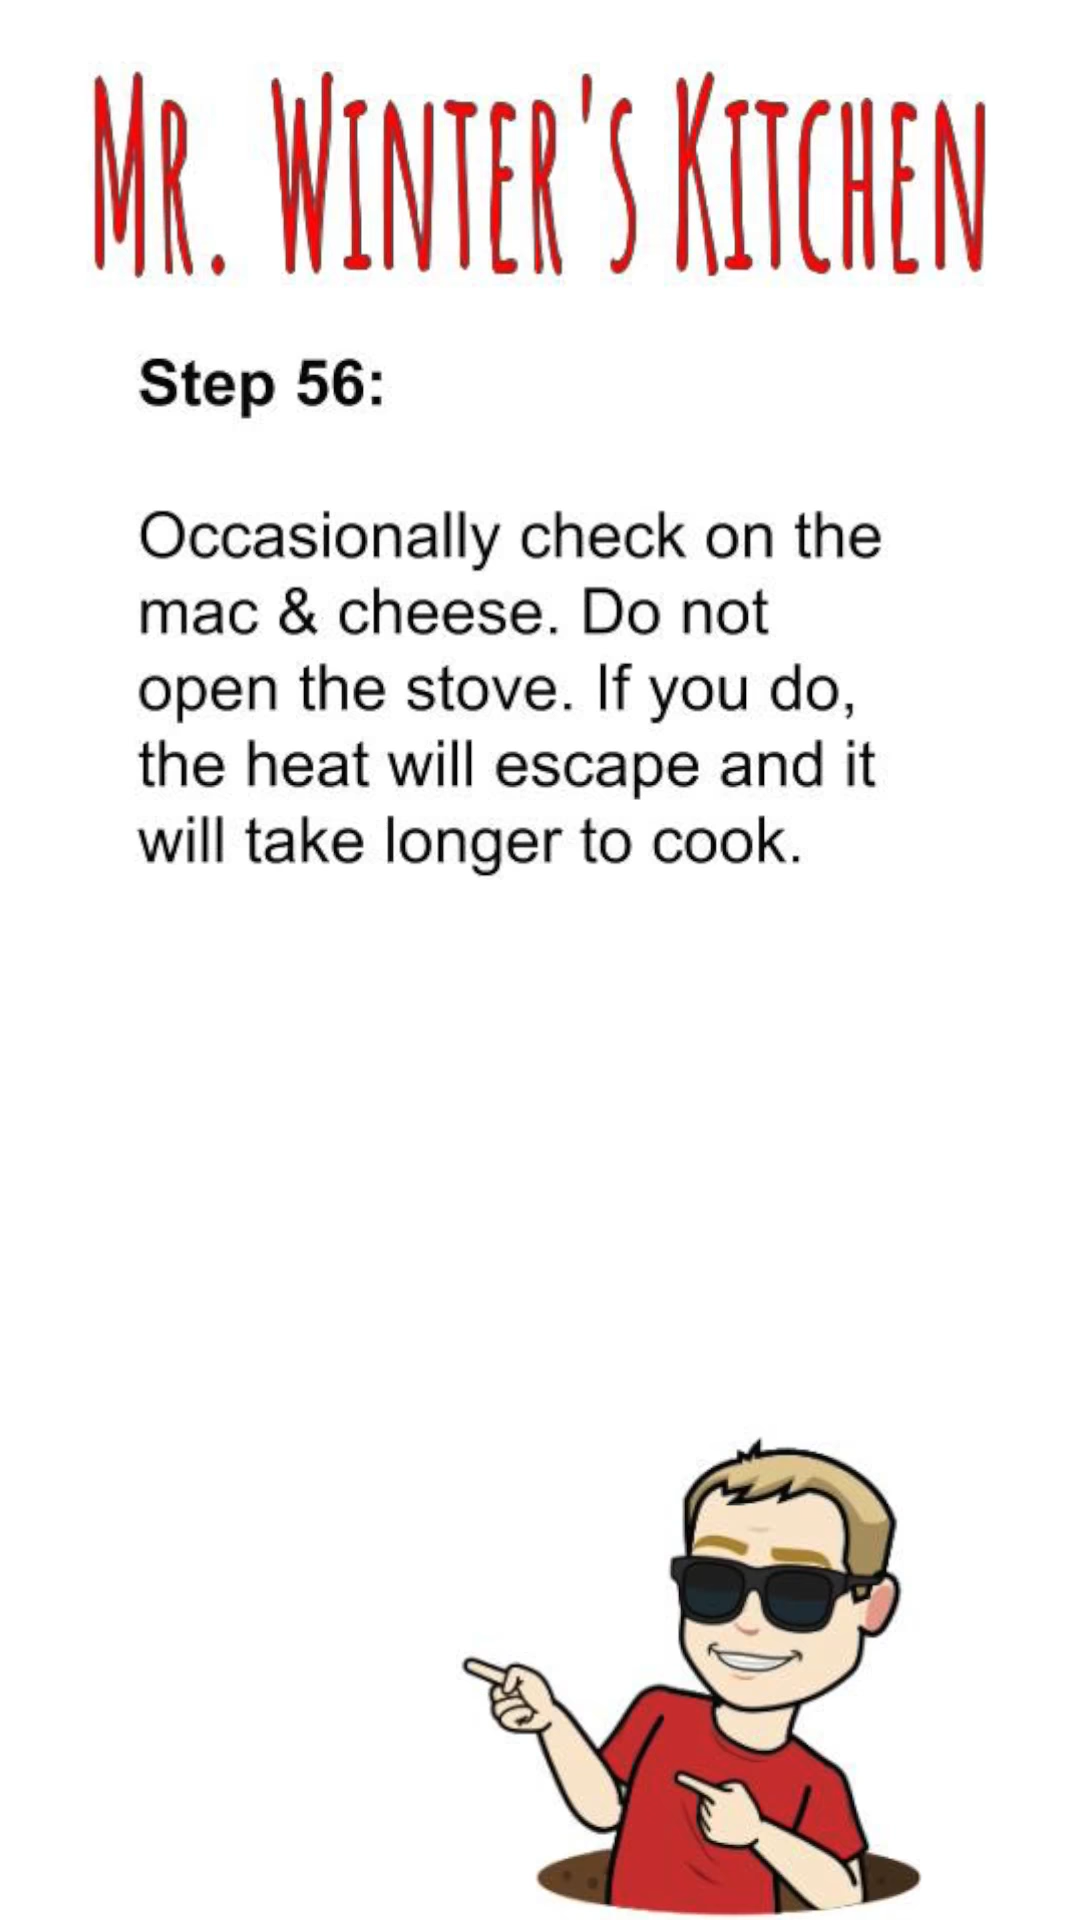 Mr. Winter's Kitchen
Step 56:
Occasionally check on the
mac & cheese. Do not
open the stove. If you do,
the heat will escape and it
will take longer to cook.